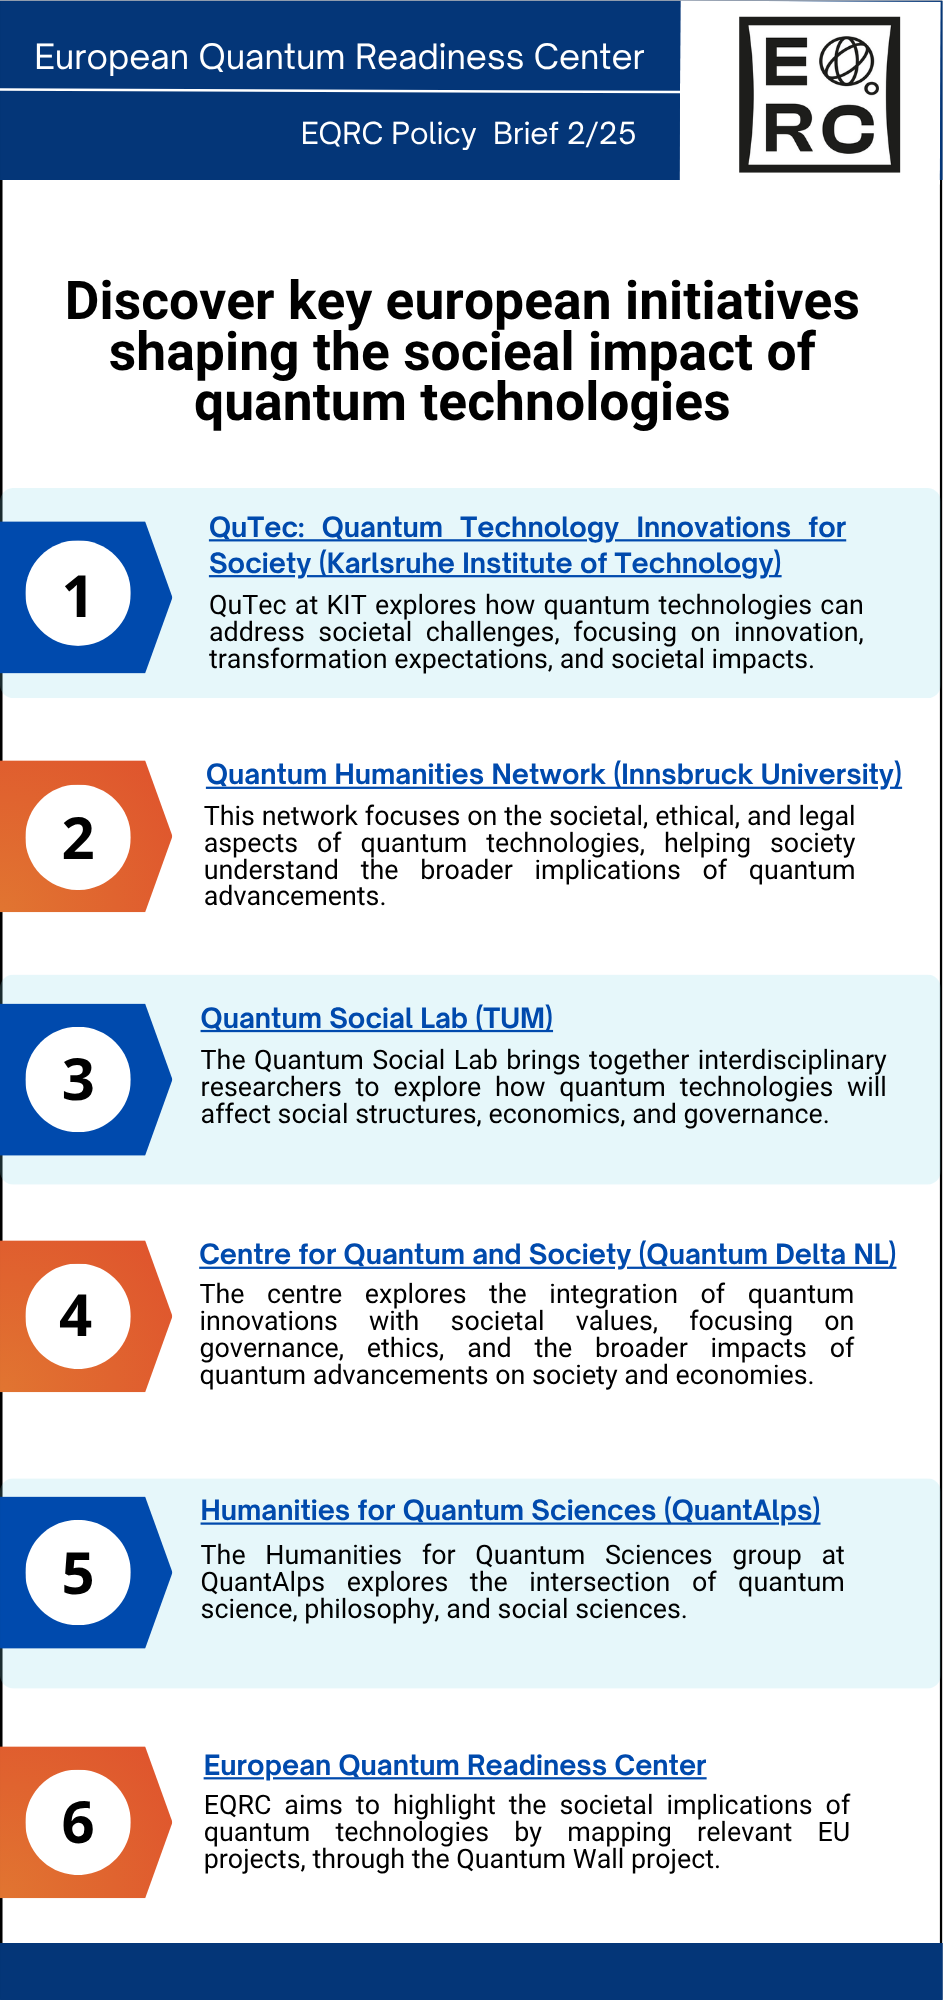 European Quantum Readiness Center
EQRC Policy Brief 2/25
E Q
RC
Discover key european initiatives
shaping the socieal impact of
quantum technologies
1
QuTec: Quantum Technology Innovations for
Society (Karlsruhe Institute of Technology)
QuTec at KIT explores how quantum technologies can
address societal challenges, focusing on innovation,
transformation expectations, and societal impacts.
2
Quantum Humanities Network (Innsbruck University)
This network focuses on the societal, ethical, and legal
aspects of quantum technologies, helping society
understand the broader implications of quantum
advancements.
3
Quantum Social Lab (TUM)
The Quantum Social Lab brings together interdisciplinary
researchers to explore how quantum technologies will
affect social structures, economics, and governance.
4
Centre for Quantum and Society (Quantum Delta NL)
The centre explores the integration of quantum
innovations with societal values, focusing on
governance, ethics, and the broader impacts of
quantum advancements on society and economies.
5
Humanities for Quantum Sciences (QuantAlps)
The Humanities for Quantum Sciences group at
QuantAlps explores the intersection of quantum
science, philosophy, and social sciences.
6
European Quantum Readiness Center
EQRC aims to highlight the societal implications of
quantum technologies by mapping relevant EU
projects, through the Quantum Wall project.